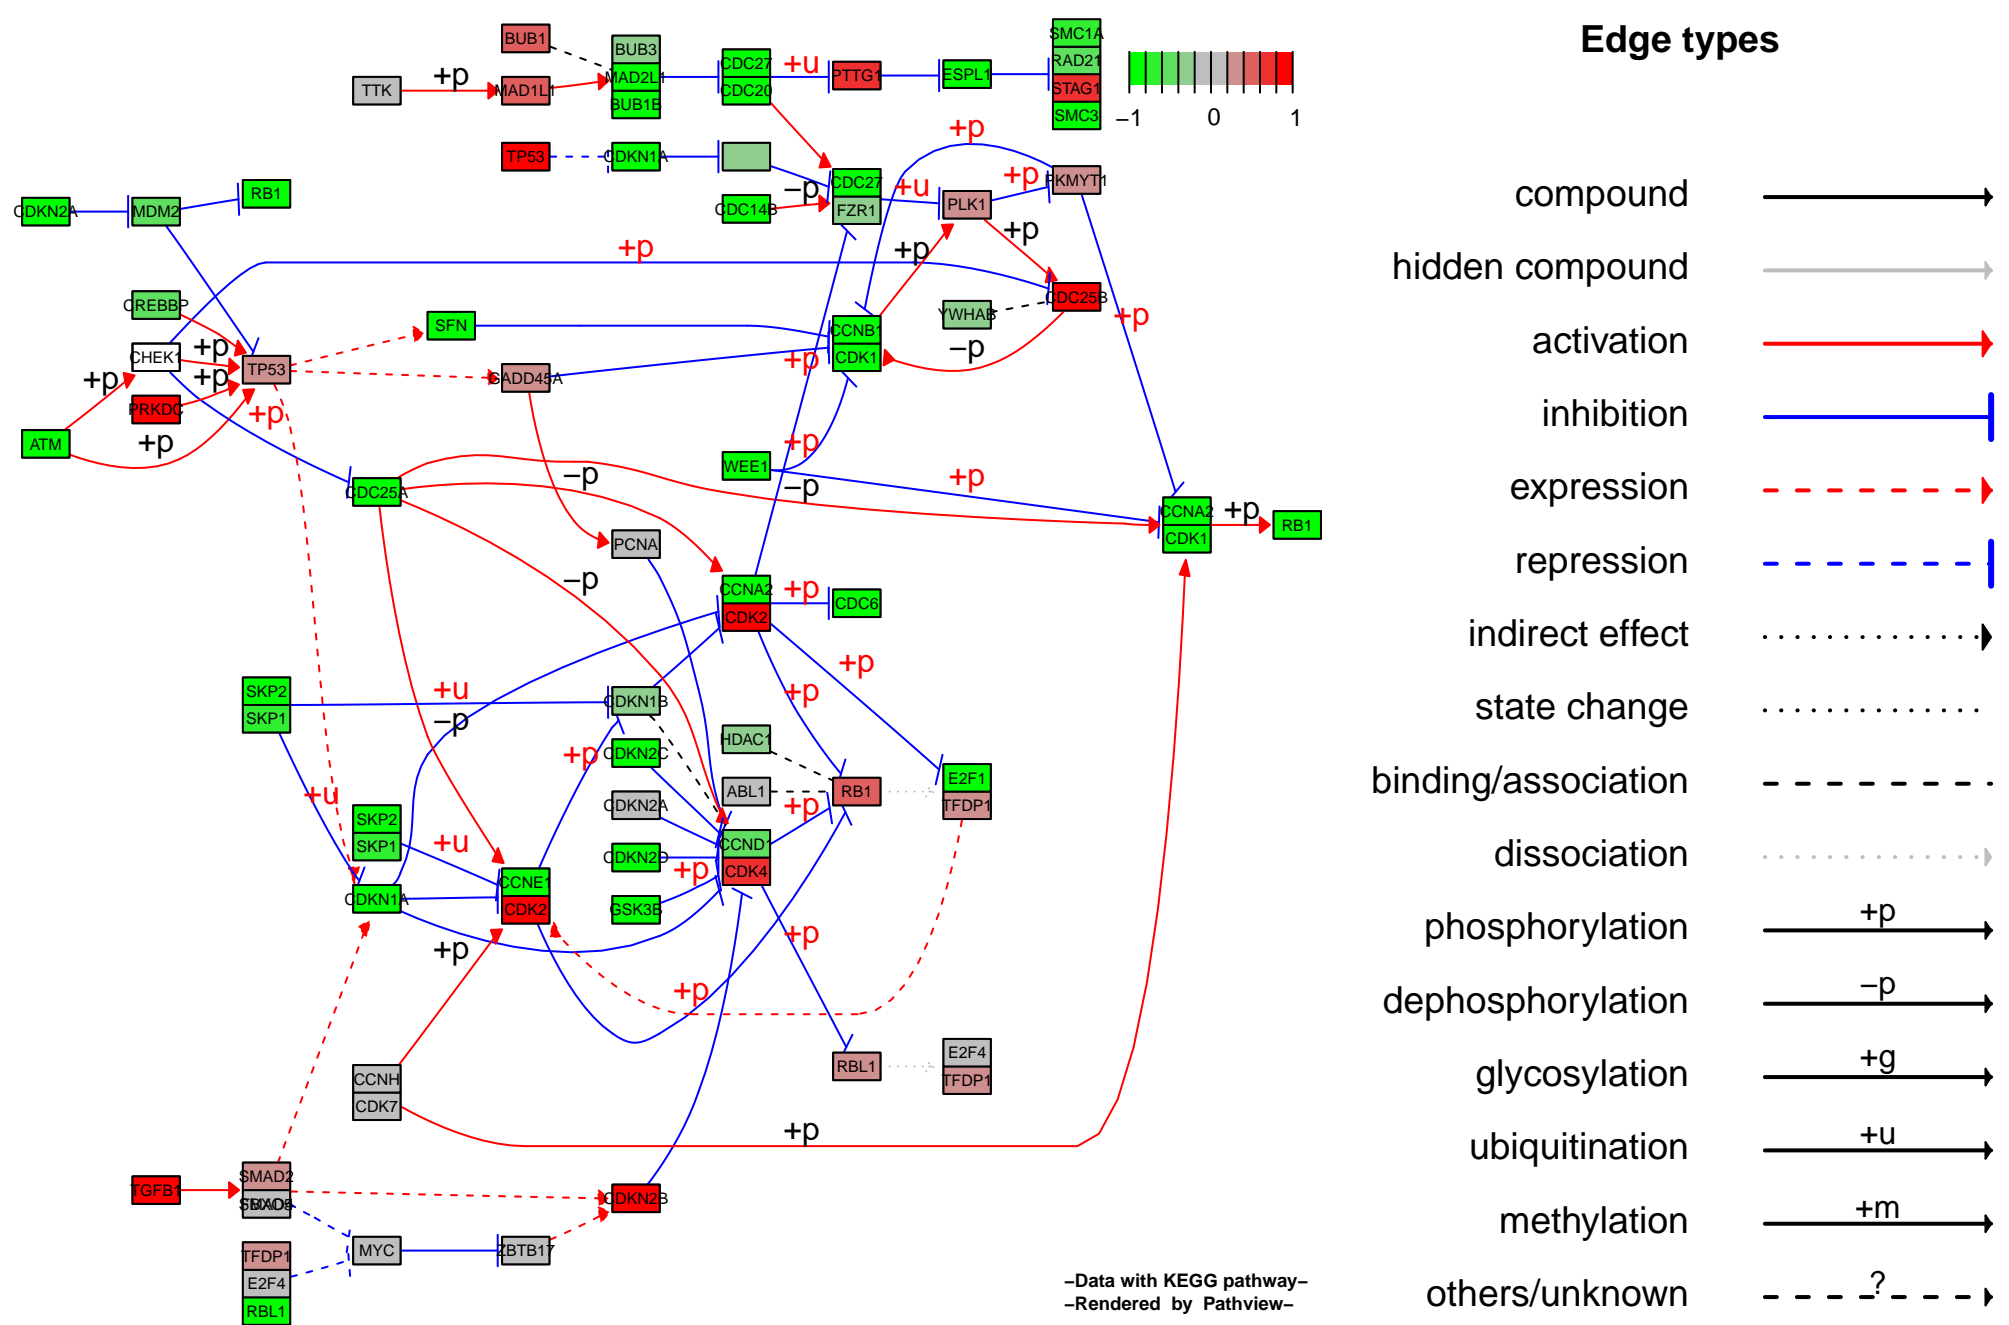 Edge types
BUB1
BUB3
MAD2L1
BUB1B
CDC27
CDC20
+u
PTTG1
ESPL1
SMC1A
RAD21
STAG1
SMC3
−1
0
1
TTK
+p
MAD1L1
TP53
CDKN1A
+p
PKMYT1
CDC27
FZR1
−p
+u
+p
CDC14B
PLK1
+p
+p
CDKN2A
MDM2
RB1
+p
CDC25B
YWHAB
+p
CREBBP
CHEK1
+p
TP53
+p
+p
PRKDC
+p
ATM
+p
SFN
GADD45A
CCNB1
CDK1
+p
−p
+p
WEE1
−p
+p
CDC25A
−p
CCNA2
CDK1
+p
RB1
PCNA
−p
CCNA2
CDK2
+p
CDC6
+p
+p
SKP2
SKP1
+u
−p
CDKN1B
+p
CDKN2C
HDAC1
ABL1
RB1
E2F1
TFDP1
+u
CDKN2A
+p
SKP2
SKP1
+u
CDKN2D
CCND1
CDK4
+p
CDKN1A
CCNE1
CDK2
GSK3B
+p
+p
+p
CCNH
CDK7
RBL1
E2F4
TFDP1
+p
TGFB1
SMAD2
CDKN2B
TFDP1
E2F4
RBL1
MYC
ZBTB17
−Data with KEGG pathway−
−Rendered by Pathview−
compound
hidden compound
activation
inhibition
expression
repression
indirect effect
state change
binding/association
dissociation
phosphorylation +p
dephosphorylation −p
glycosylation +g
ubiquitination +u
methylation +m
others/unknown ?